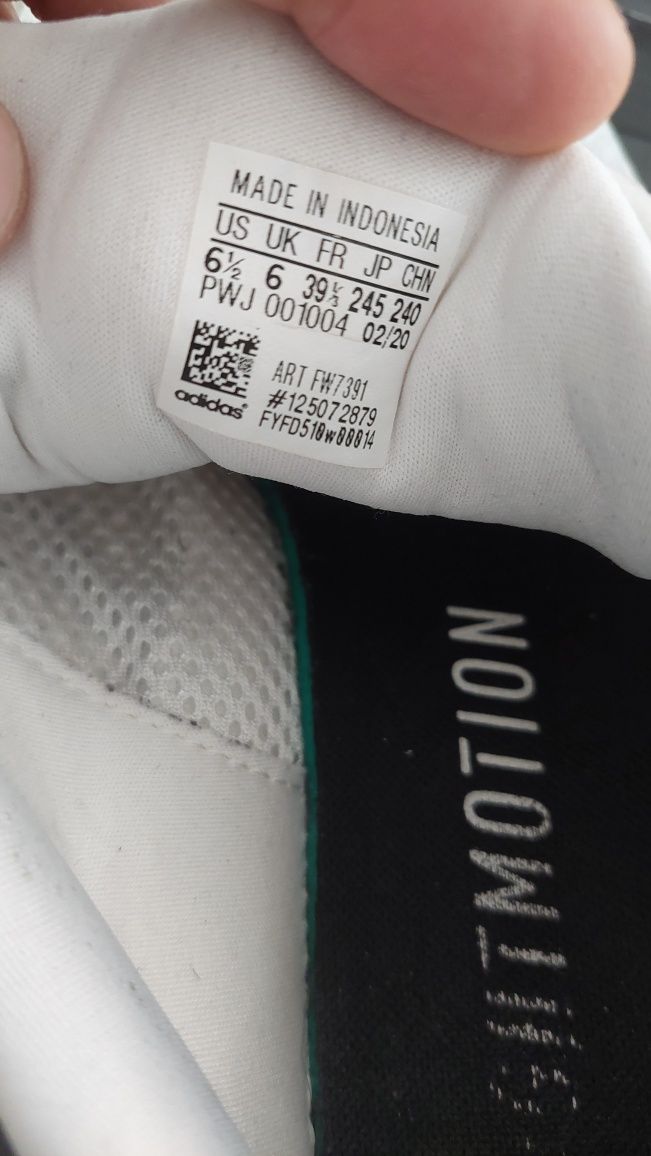 MADE IN INDONESIA
US UK FR JP CHN
6½ 6 39⅓ 245 240
PWJ 001004 02/20
ART FW7391
#125072879
adidas®
MOTION